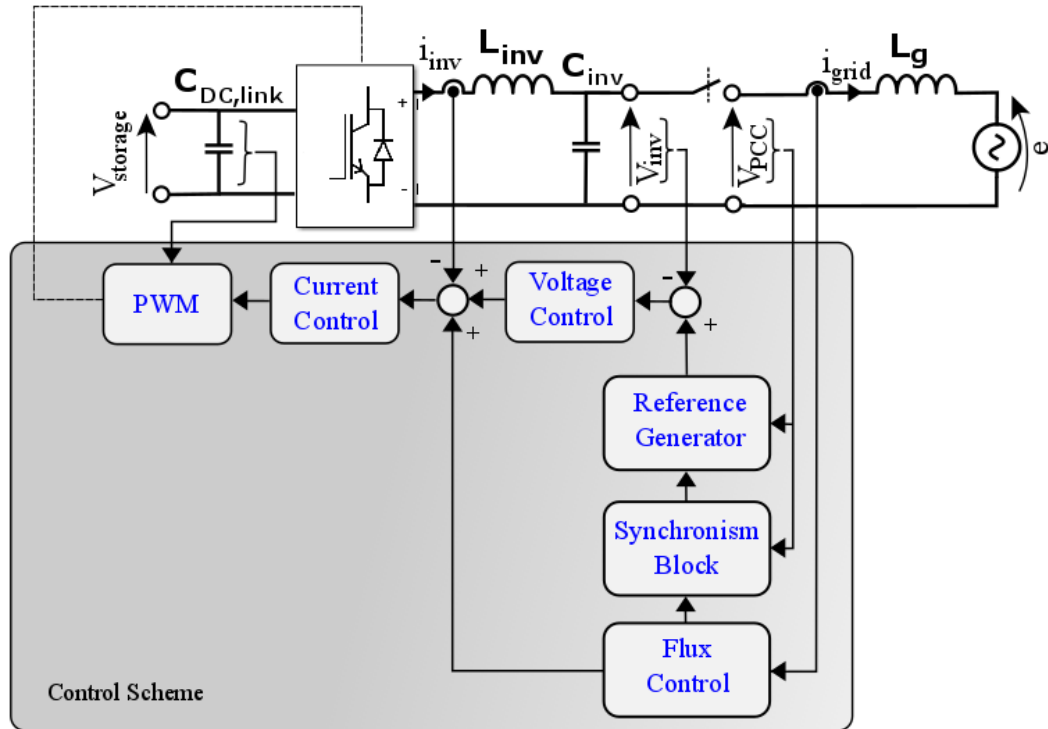 i_inv
L_inv
C_inv
i_grid
L_g
C_DC,link
+
-
V_storage
V_inv
V_PCC
e
-
+
+
-
+
PWM
Current
Control
Voltage
Control
Reference
Generator
Synchronism
Block
Flux
Control
Control Scheme